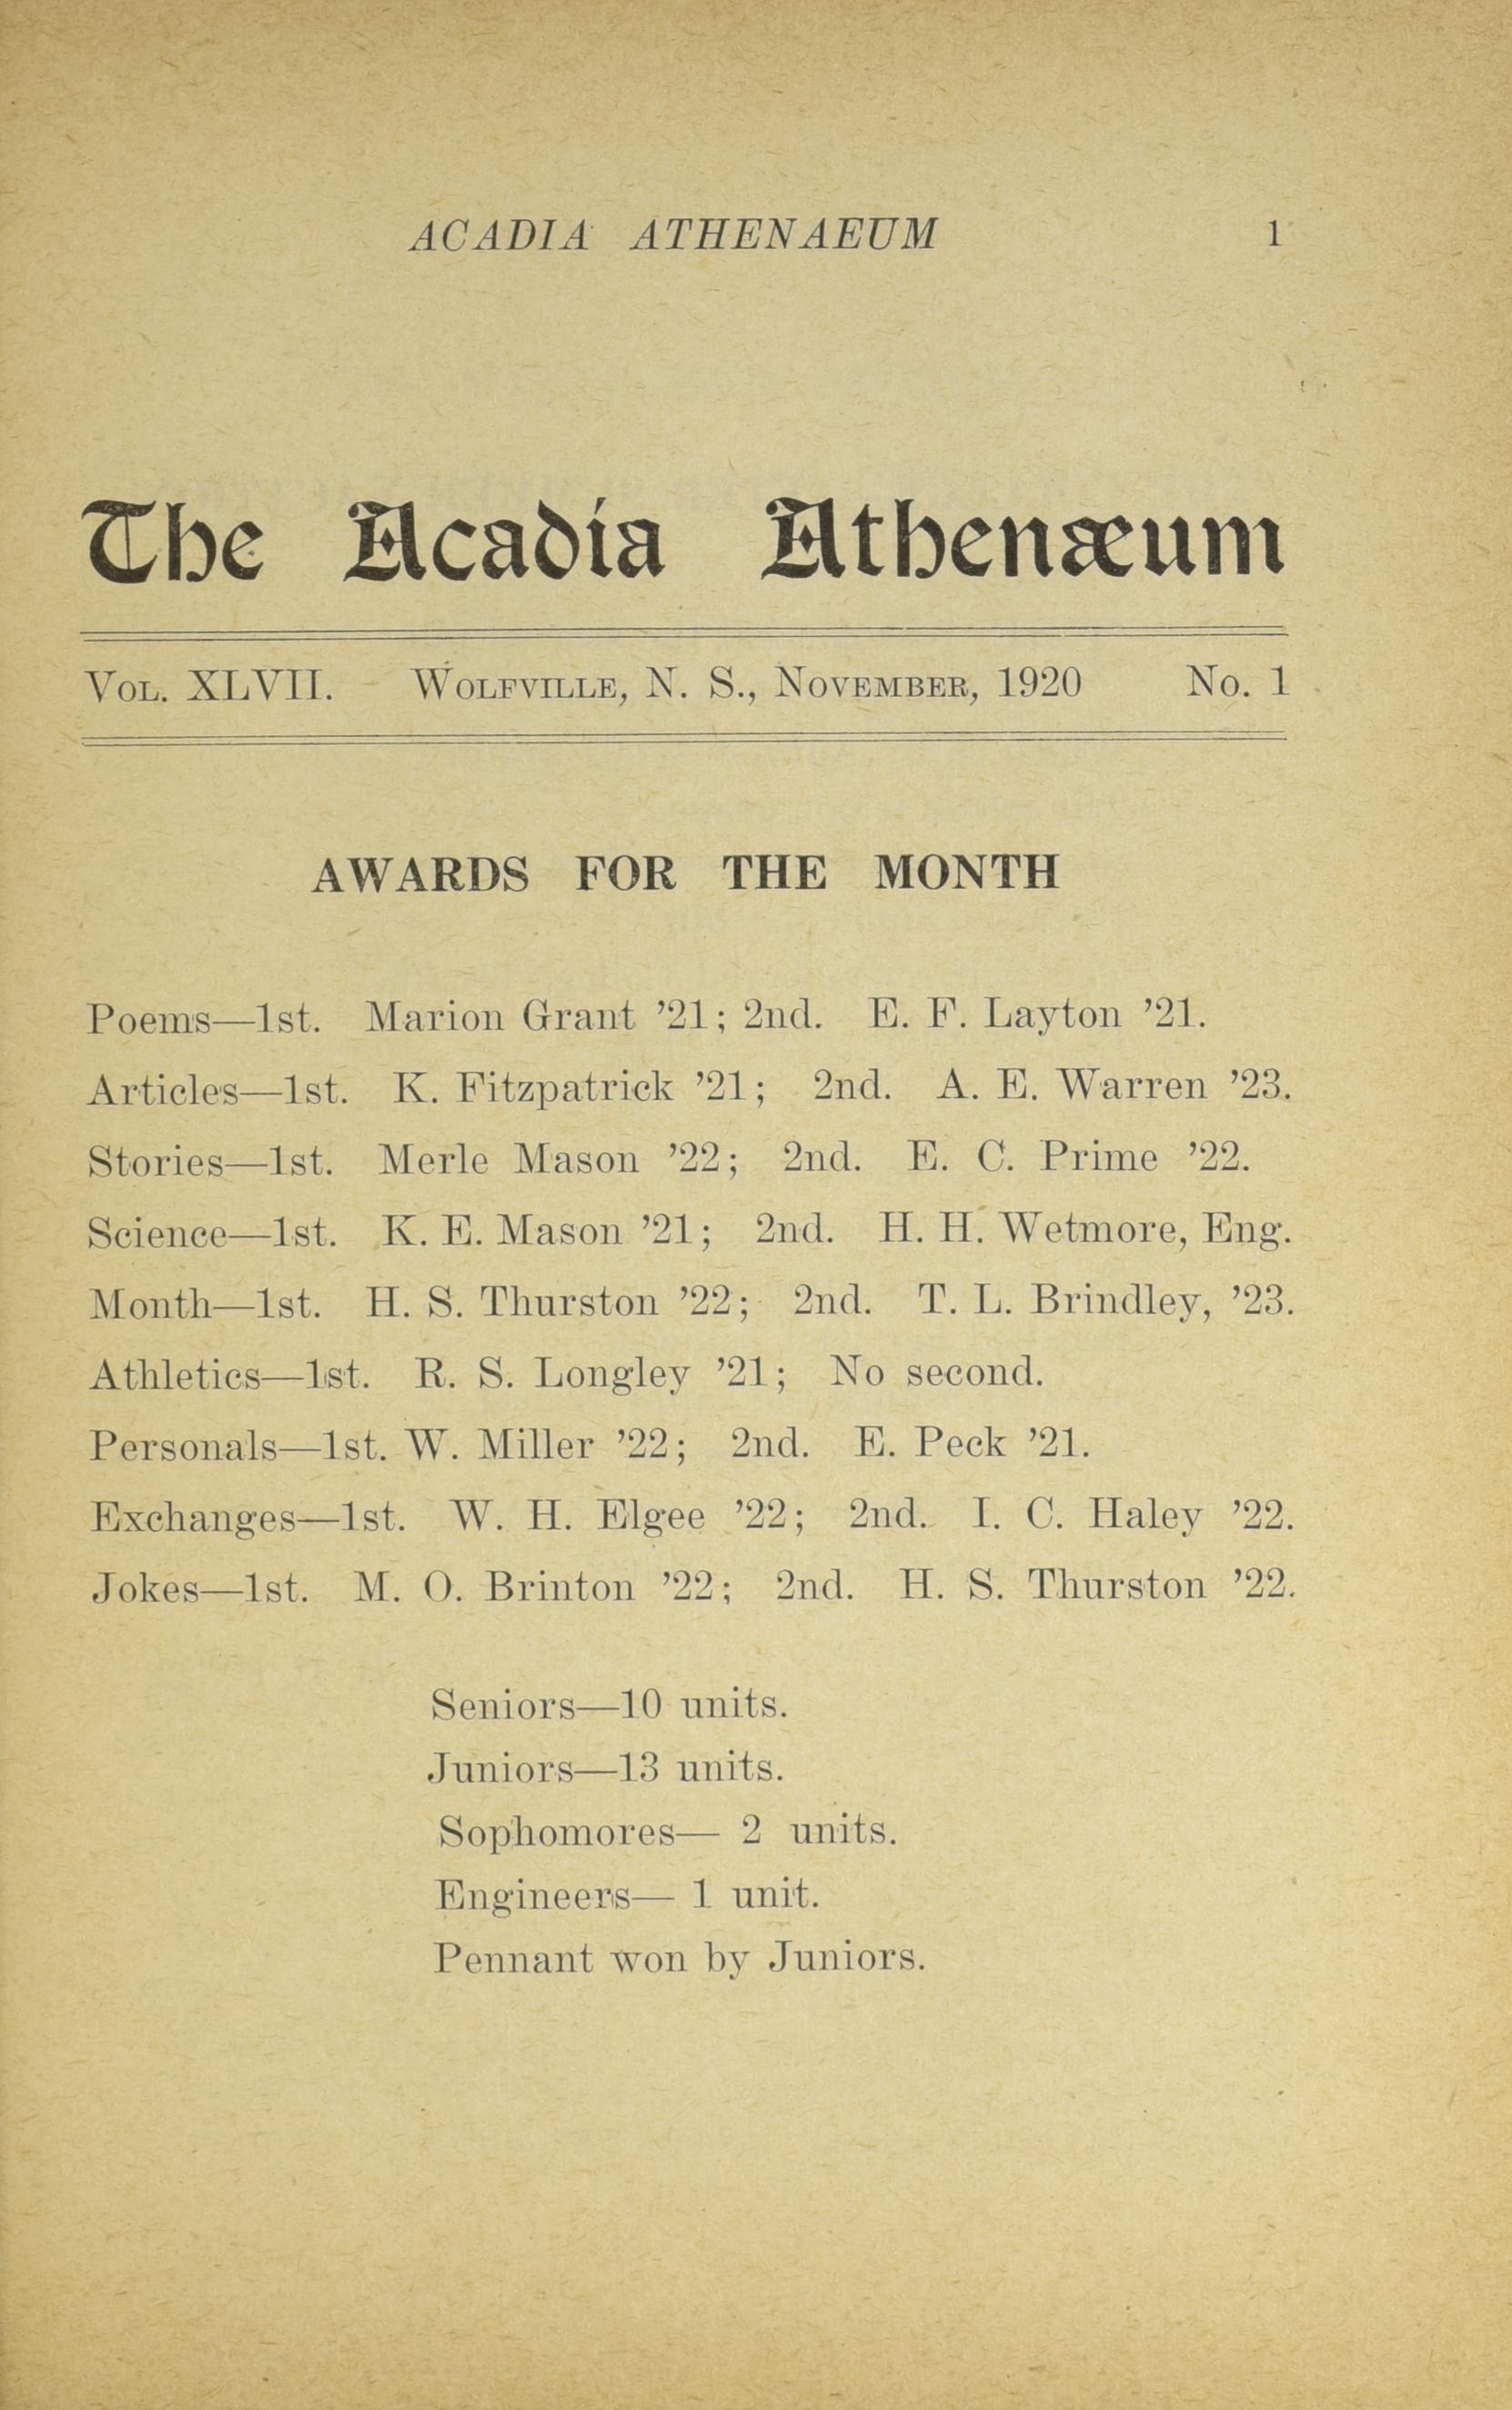 ACADIA ATHENAEUM 1
The Acadia Athenæum
Vol. XLVII. Wolfville, N. S., November, 1920 No. 1
AWARDS FOR THE MONTH
Poems—1st. Marion Grant ’21; 2nd. E. F. Layton ’21.
Articles—1st. K. Fitzpatrick ’21; 2nd. A. E. Warren ’23.
Stories—1st. Merle Mason ’22; 2nd. E. C. Prime ’22.
Science—1st. K. E. Mason ’21; 2nd. H. H. Wetmore, Eng.
Month—1st. H. S. Thurston ’22; 2nd. T. L. Brindley, ’23.
Athletics—1st. R. S. Longley ’21; No second.
Personals—1st. W. Miller ’22; 2nd. E. Peck ’21.
Exchanges—1st. W. H. Elgee ’22; 2nd. I. C. Haley ’22.
Jokes—1st. M. O. Brinton ’22; 2nd. H. S. Thurston ’22.
Seniors—10 units.
Juniors—13 units.
Sophomores— 2 units.
Engineers— 1 unit.
Pennant won by Juniors.